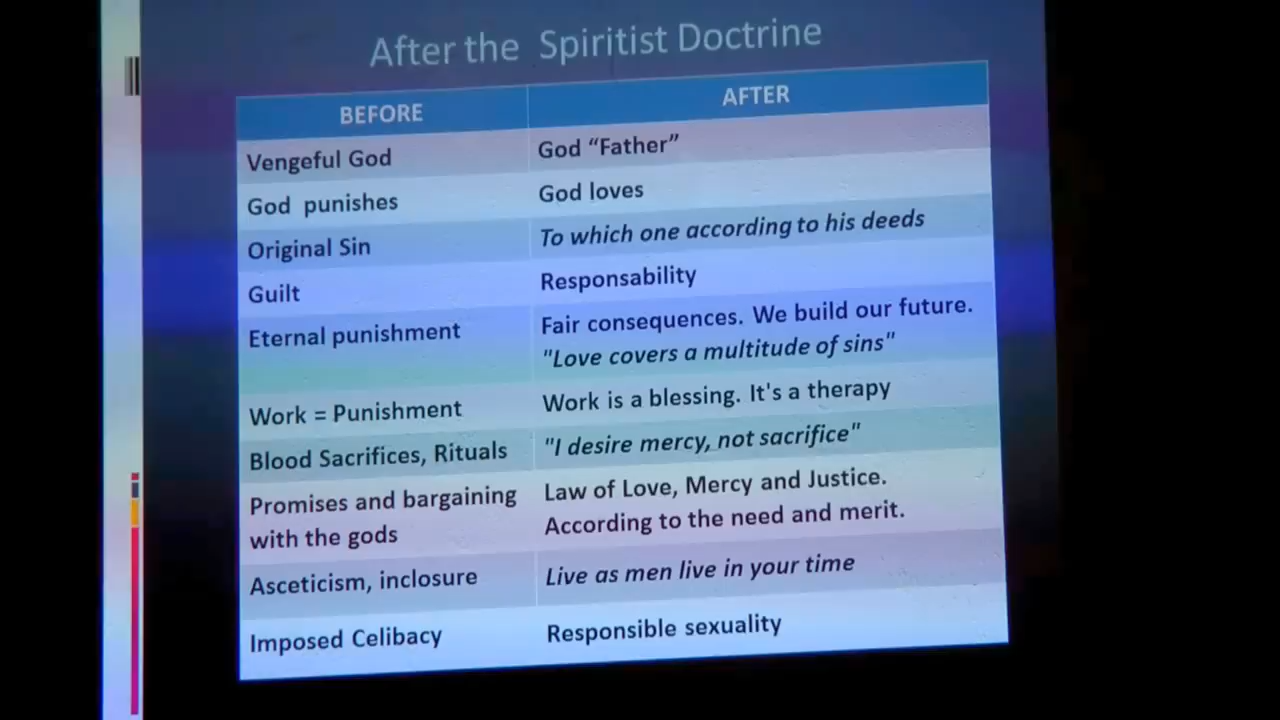 After the Spiritist Doctrine
BEFORE AFTER
Vengeful God God “Father”
God punishes God loves
Original Sin To which one according to his deeds
Guilt Responsability
Eternal punishment Fair consequences. We build our future.
"Love covers a multitude of sins"
Work = Punishment Work is a blessing. It's a therapy
Blood Sacrifices, Rituals "I desire mercy, not sacrifice"
Promises and bargaining Law of Love, Mercy and Justice.
with the gods According to the need and merit.
Asceticism, inclosure Live as men live in your time
Imposed Celibacy Responsible sexuality